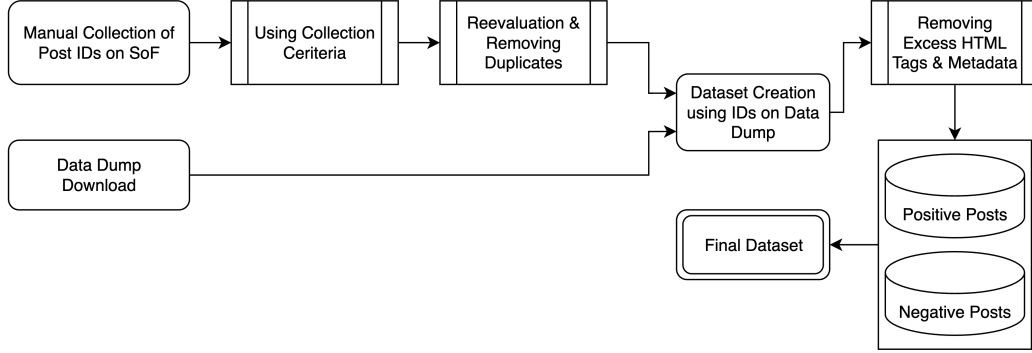 Manual Collection of
Post IDs on SoF
Using Collection
Ceriteria
Reevaluation &
Removing
Duplicates
Removing
Excess HTML
Tags & Metadata
Dataset Creation
using IDs on Data
Dump
Data Dump
Download
Positive Posts
Final Dataset
Negative Posts